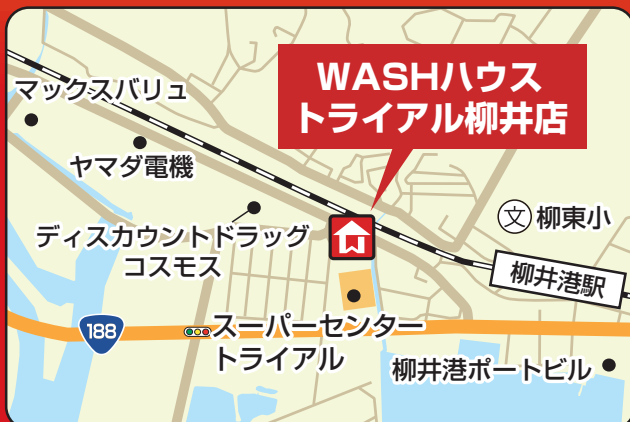 WASHハウス
トライアル柳井店
マックスバリュ
ヤマダ電機
ディスカウントドラッグ
コスモス
文 柳東小
柳井港駅
188
スーパーセンター
トライアル
柳井港ポートビル